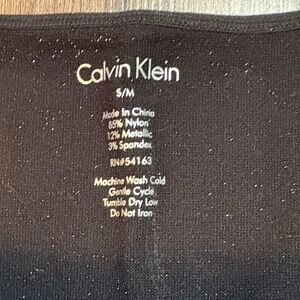 Calvin Klein
S/M
Made In China
85% Nylon
12% Metallic
3% Spandex
RN#54163
Machine Wash Cold
Gentle Cycle
Tumble Dry Low
Do Not Iron